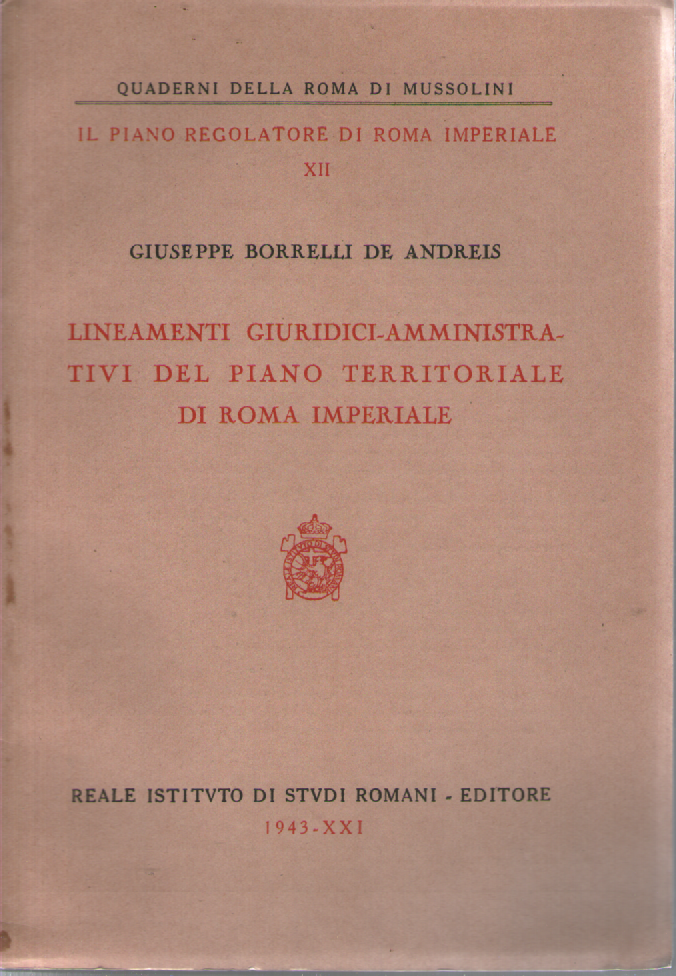 QUADERNI DELLA ROMA DI MUSSOLINI
IL PIANO REGOLATORE DI ROMA IMPERIALE
XII
GIUSEPPE BORRELLI DE ANDREIS
LINEAMENTI GIURIDICI-AMMINISTRA-
TIVI DEL PIANO TERRITORIALE
DI ROMA IMPERIALE
REALE ISTITVTO DI STVDI ROMANI - EDITORE
1943-XXI